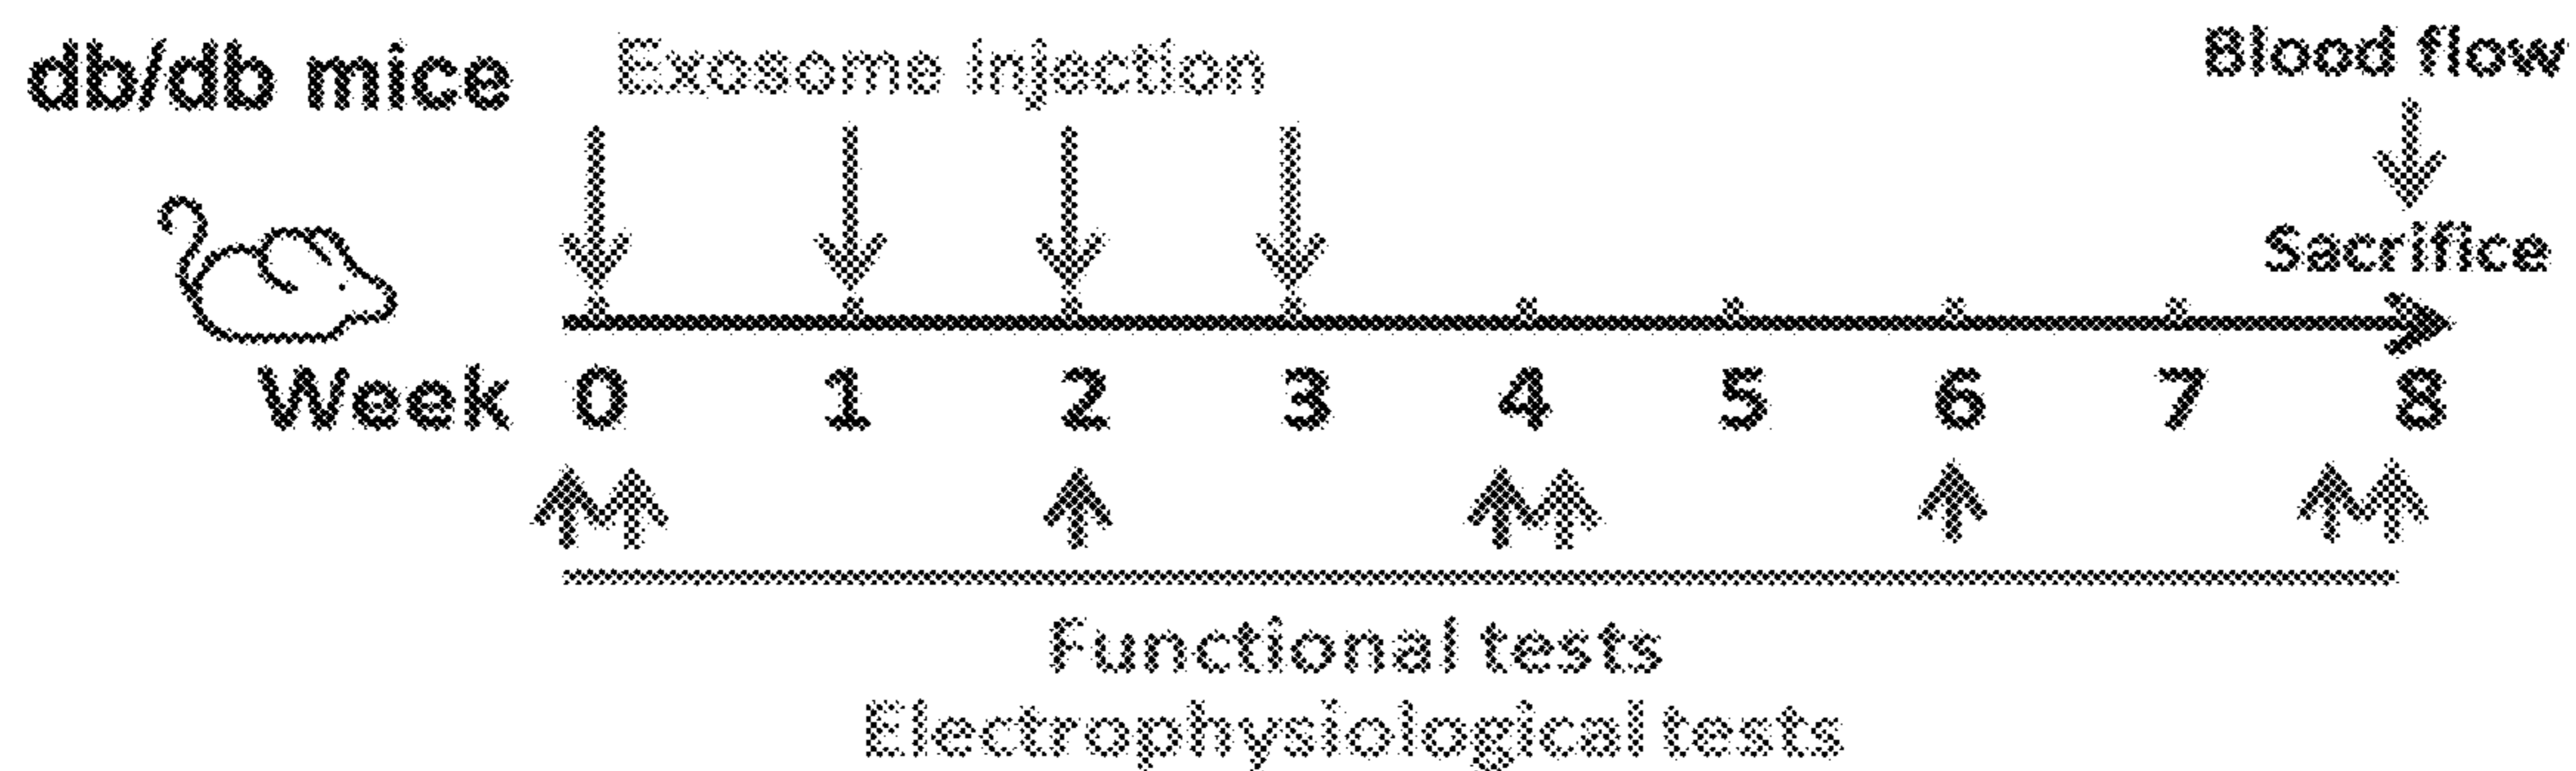 db/db mice
Exosome injection
Blood flow
Sacrifice
Week 0 1 2 3 4 5 6 7 8
Functional tests
Electrophysiological tests